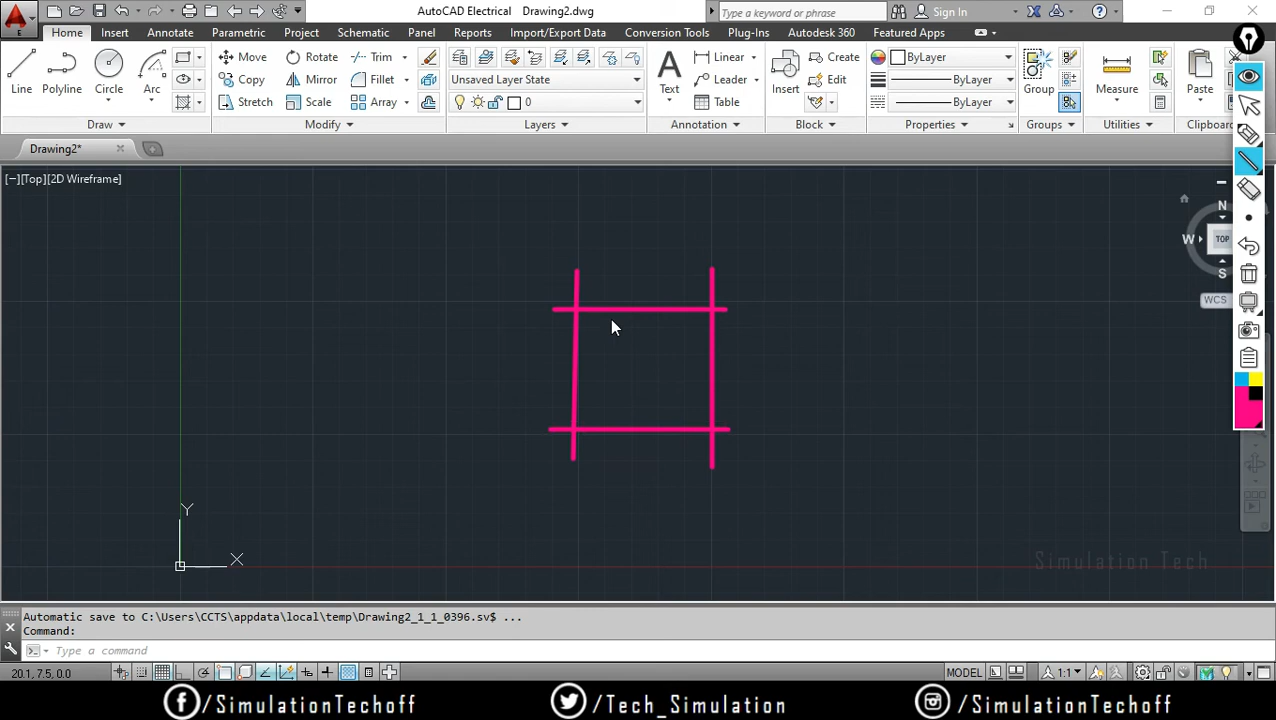 AutoCAD Electrical Drawing2.dwg
Type a keyword or phrase
Sign In
Home Insert Annotate Parametric Project Schematic Panel Reports Import/Export Data Conversion Tools Plug-ins Autodesk 360 Featured Apps
Line
Polyline
Circle
Arc
Draw
Move
Rotate
Trim
Copy
Mirror
Fillet
Stretch
Scale
Array
Modify
Unsaved Layer State
0
Layers
Text
Linear
Leader
Table
Annotation
Insert
Create
Edit
Block
ByLayer
ByLayer
ByLayer
Properties
Group
Groups
Measure
Utilities
Paste
Clipboard
Drawing2*
[−][Top][2D Wireframe]
N
W
TOP
S
WCS
Y
X
Simulation Tech
Automatic save to C:\Users\CCTS\appdata\local\temp\Drawing2_1_1_0396.sv$ ...
Command:
Type a command
20.1, 7.5, 0.0
MODEL
1:1
/SimulationTechoff
/Tech_Simulation
/SimulationTechoff